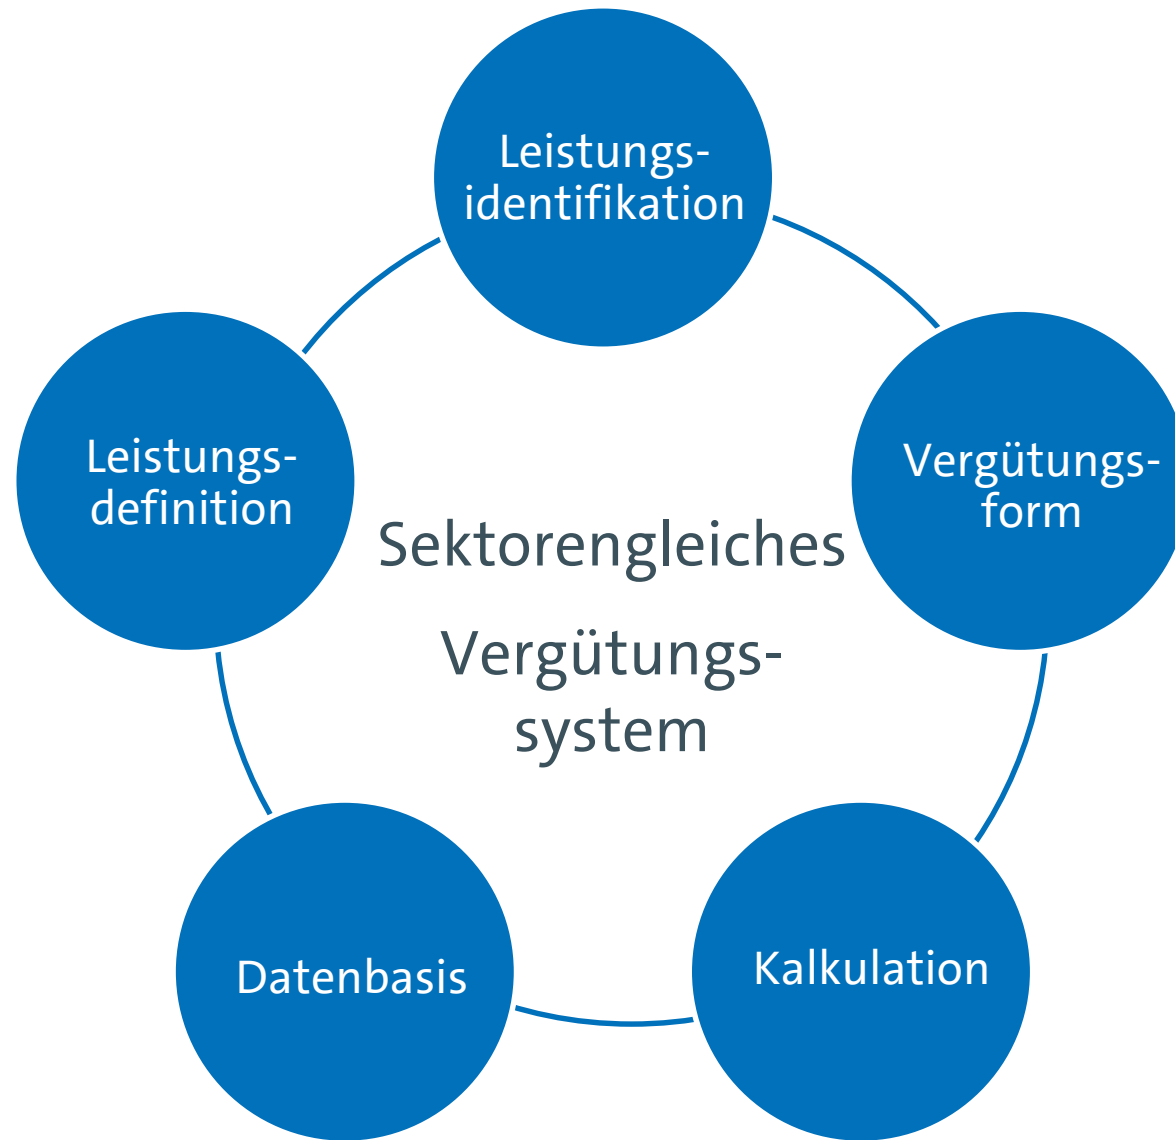 Leistungs-
identifikation
Leistungs-
definition
Vergütungs-
form
Sektorengleiches
Vergütungs-
system
Datenbasis
Kalkulation